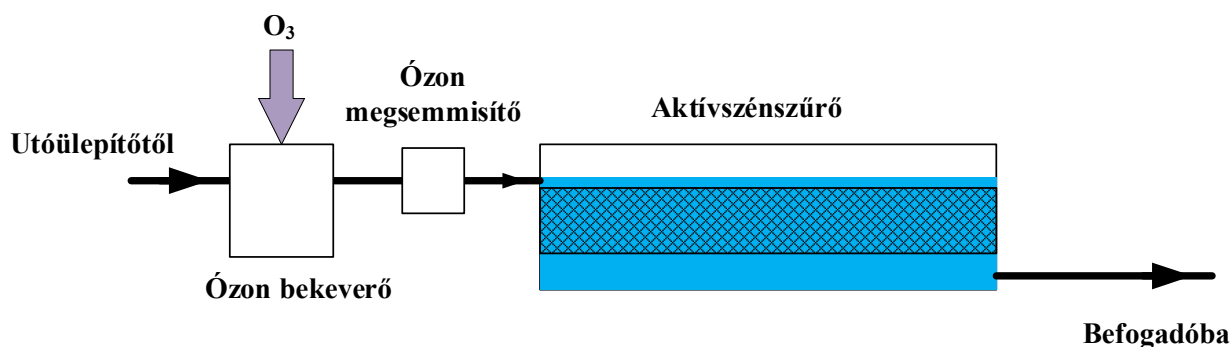 O₃
Ózon
megsemmisítő
Aktívszénszűrő
Utóülepítőtől
Ózon bekeverő
Befogadóba